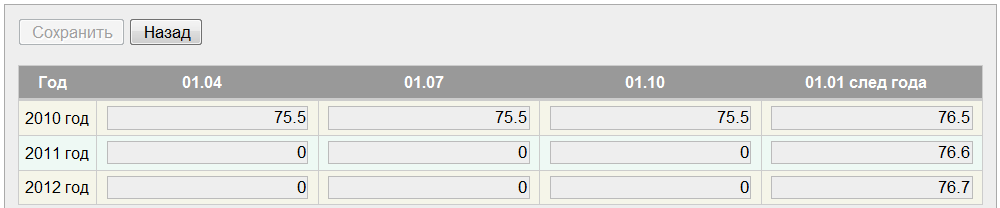 Сохранить Назад
Год 01.04 01.07 01.10 01.01 след года
2010 год 75.5 75.5 75.5 76.5
2011 год 0 0 0 76.6
2012 год 0 0 0 76.7